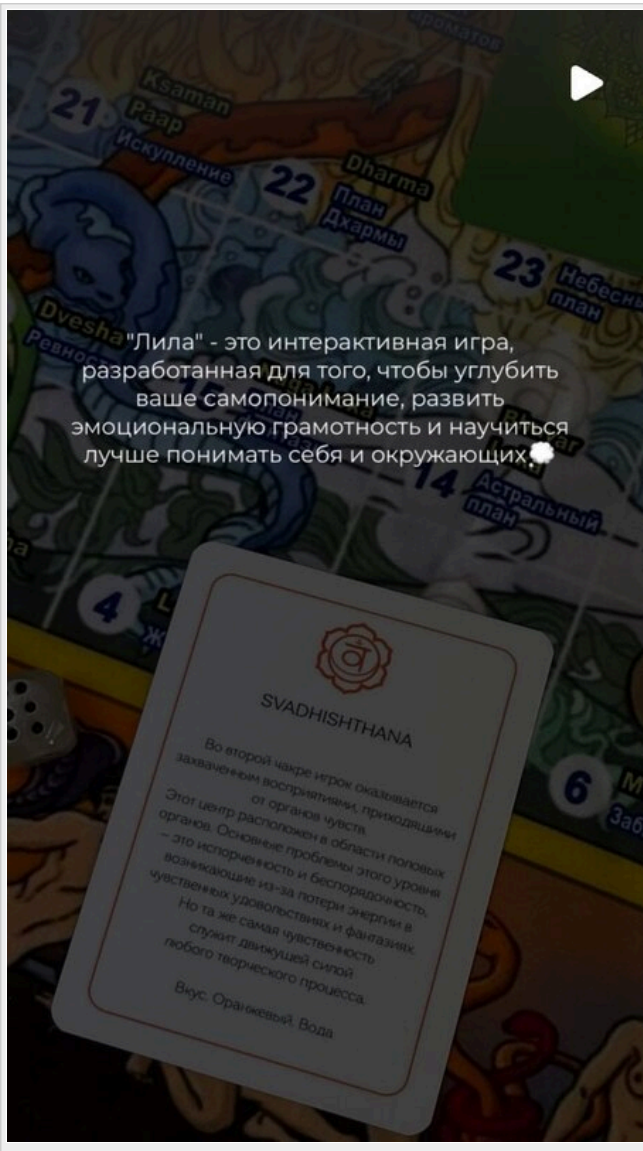 ароматов
21
Ksaman
Paap
Искупление
22
Dharma
План
Дхармы
23
план
Dvesha
"Лила" - это интерактивная игра,
разработанная для того, чтобы углубить
ваше самопонимание, развить
эмоциональную грамотность и научиться
лучше понимать себя и окружающих
15
14
Астральный
план
4
SVADHISHTHANA
Во второй чакре игрок оказывается
захваченным восприятиями, приходящими
от органов чувств.
Этот центр расположен в области половых
органов. Основные проблемы этого уровня
– это испорченность и беспорядочность,
возникающие из-за потери энергии в
чувственных удовольствиях и фантазиях.
Но та же самая чувственность
служит движущей силой
любого творческого процесса.
Вкус. Оранжевый. Вода
6